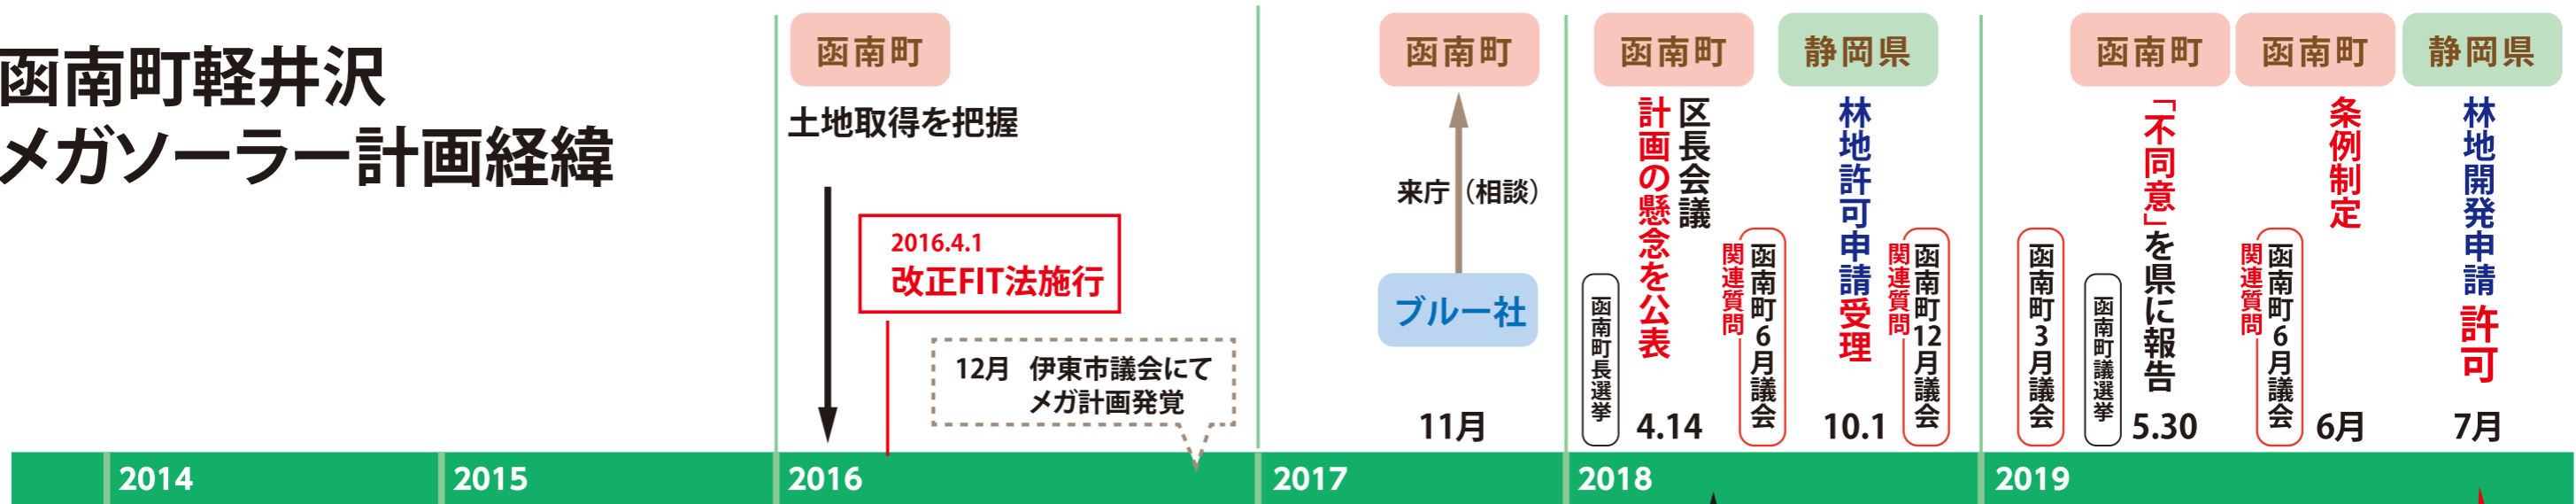 函南町軽井沢
メガソーラー計画経緯
函南町
土地取得を把握
2016.4.1
改正FIT法施行
12月 伊東市議会にて
メガ計画発覚
函南町
来庁（相談）
ブルー社
11月
函南町長選挙
函南町
区長会議
計画の懸念を公表
4.14
函南町6月議会
関連質問
静岡県
林地許可申請受理
10.1
函南町12月議会
関連質問
函南町3月議会
函南町議選挙
函南町
「不同意」を県に報告
5.30
函南町6月議会
関連質問
函南町
条例制定
6月
静岡県
林地開発申請 許可
7月
2014
2015
2016
2017
2018
2019